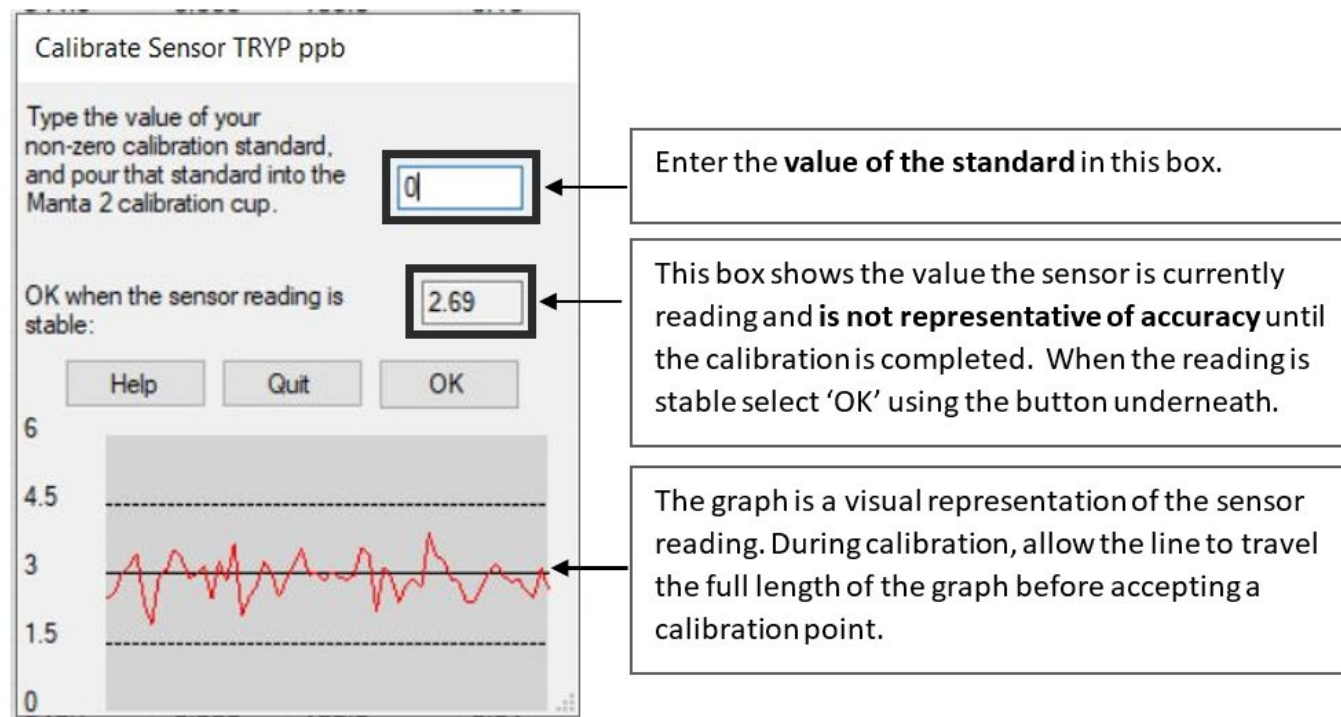 Calibrate Sensor TRYP ppb
Type the value of your
non-zero calibration standard,
and pour that standard into the
Manta 2 calibration cup.
0
OK when the sensor reading is
stable:
2.69
Help Quit OK
6
4.5
3
1.5
0
Enter the value of the standard in this box.
This box shows the value the sensor is currently
reading and is not representative of accuracy until
the calibration is completed. When the reading is
stable select ‘OK’ using the button underneath.
The graph is a visual representation of the sensor
reading. During calibration, allow the line to travel
the full length of the graph before accepting a
calibration point.